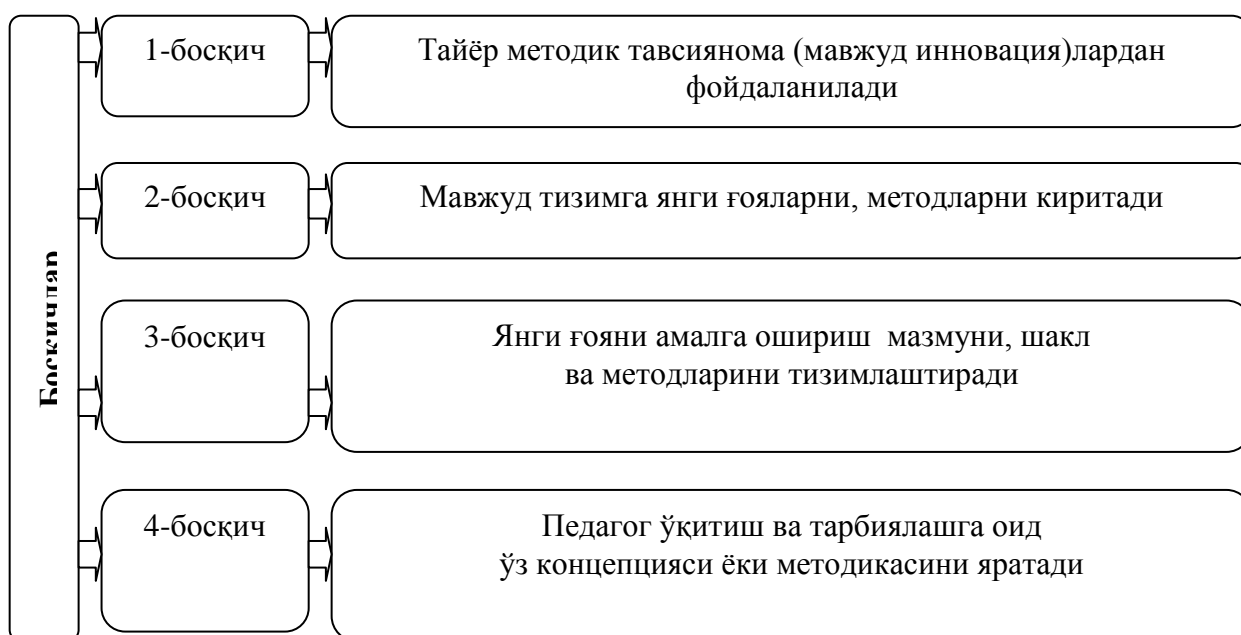 Босқичлар
1-босқич
Тайёр методик тавсиянома (мавжуд инновация)лардан
фойдаланилади
2-босқич
Мавжуд тизимга янги ғояларни, методларни киритади
3-босқич
Янги ғояни амалга ошириш мазмуни, шакл
ва методларини тизимлаштиради
4-босқич
Педагог ўқитиш ва тарбиялашга оид
ўз концепцияси ёки методикасини яратади